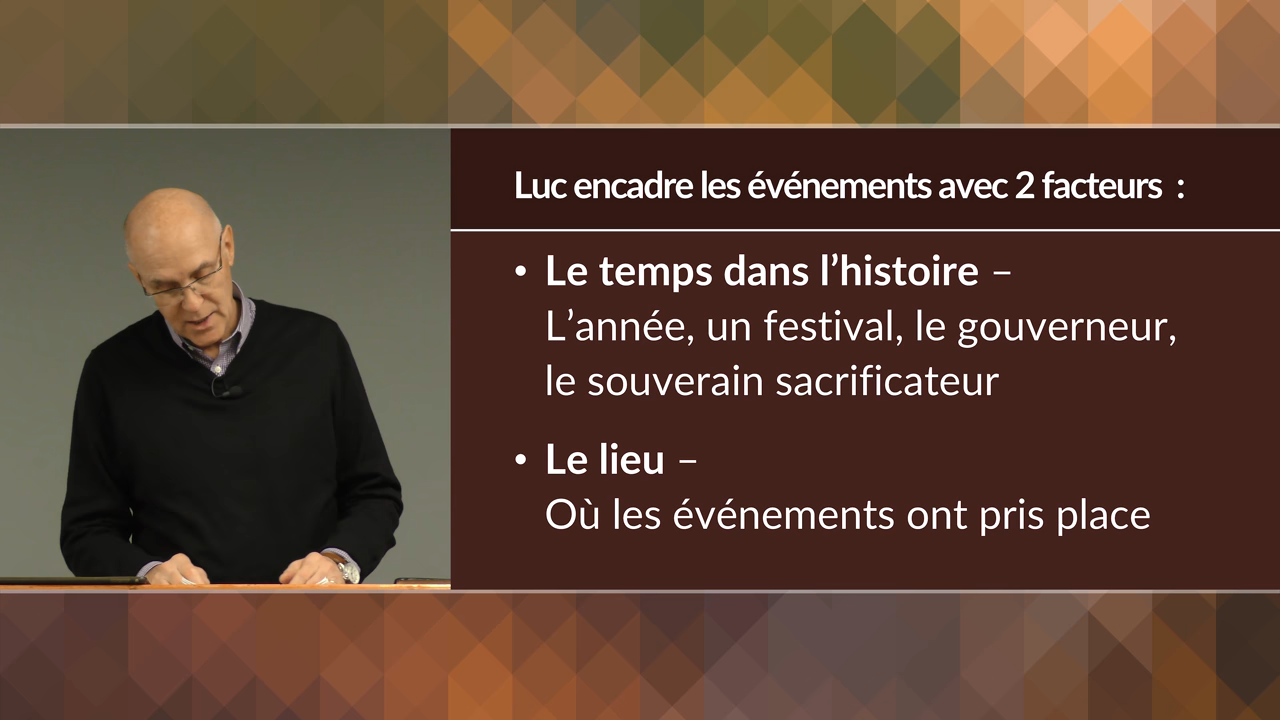 Luc encadre les événements avec 2 facteurs :
• Le temps dans l’histoire –
L’année, un festival, le gouverneur,
le souverain sacrificateur
• Le lieu –
Où les événements ont pris place